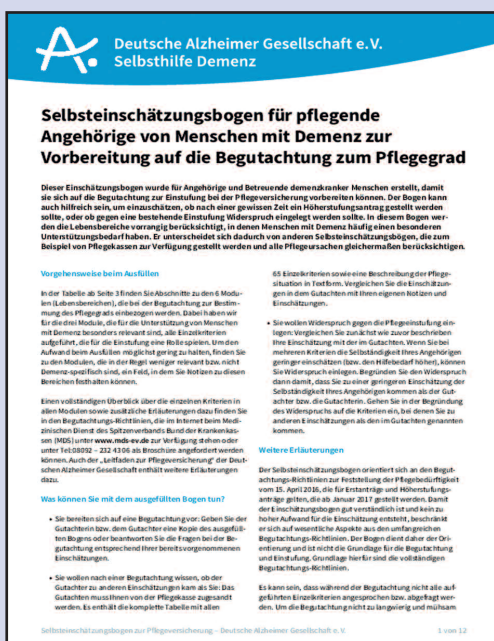 Deutsche Alzheimer Gesellschaft e.V.
Selbsthilfe Demenz
Selbsteinschätzungsbogen für pflegende
Angehörige von Menschen mit Demenz zur
Vorbereitung auf die Begutachtung zum Pflegegrad
Dieser Einschätzungsbogen wurde für Angehörige und Betreuende demenzkranker Menschen erstellt, damit
sie sich auf die Begutachtung zur Einstufung bei der Pflegeversicherung vorbereiten können. Der Bogen kann
auch hilfreich sein, um einzuschätzen, ob nach einer gewissen Zeit ein Höherstufungsantrag gestellt werden
sollte, oder ob gegen eine bestehende Einstufung Widerspruch eingelegt werden sollte. In diesem Bogen wer-
den die Lebensbereiche vorrangig berücksichtigt, in denen Menschen mit Demenz häufig einen besonderen
Unterstützungsbedarf haben. Er unterscheidet sich dadurch von anderen Selbsteinschätzungsbögen, die zum
Beispiel von Pflegekassen zur Verfügung gestellt werden und alle Pflegeursachen gleichermaßen berücksichtigen.
Vorgehensweise beim Ausfüllen
In der Tabelle ab Seite 3 finden Sie Abschnitte zu den 6 Modu-
len (Lebensbereichen), die bei der Begutachtung zur Bestim-
mung des Pflegegrads einbezogen werden. Dabei haben wir
für die drei Module, die für die Unterstützung von Menschen
mit Demenz besonders relevant sind, alle Einzelkriterien
aufgeführt, die für die Einstufung eine Rolle spielen. Um den
Aufwand beim Ausfüllen möglichst gering zu halten, finden Sie
zu den Modulen, die in der Regel weniger relevant bzw. nicht
Demenz-spezifisch sind, ein Feld, in dem Sie Notizen zu diesen
Bereichen festhalten können.
Einen vollständigen Überblick über die einzelnen Kriterien in
allen Modulen sowie zusätzliche Erläuterungen dazu finden Sie
in den Begutachtungs-Richtlinien, die im Internet beim Medi-
zinischen Dienst des Spitzenverbands Bund der Krankenkas-
sen (MDS) unter www.mds-ev.de zur Verfügung stehen oder
unter Tel:08092 – 232 43 06 als Broschüre angefordert werden
können. Auch der „Leitfaden zur Pflegeversicherung“ der Deut-
schen Alzheimer Gesellschaft enthält weitere Erläuterungen
dazu.
Was können Sie mit dem ausgefüllten Bogen tun?
• Sie bereiten sich auf eine Begutachtung vor: Geben Sie der
Gutachterin bzw. dem Gutachter eine Kopie des ausgefüll-
ten Bogens oder beantworten Sie die Fragen bei der Be-
gutachtung entsprechend Ihrer bereits vorgenommenen
Einschätzungen.
• Sie wollen nach einer Begutachtung wissen, ob der
Gutachter zu anderen Einschätzungen kam als Sie: Das
Gutachten muss Ihnen von der Pflegekasse zugesandt
werden. Es enthält die komplette Tabelle mit allen
65 Einzelkriterien sowie eine Beschreibung der Pflege-
situation in Textform. Vergleichen Sie die Einschätzun-
gen in dem Gutachten mit Ihren eigenen Notizen und
Einschätzungen.
• Sie wollen Widerspruch gegen die Pflegeeinstufung ein-
legen: Vergleichen Sie zunächst wie zuvor beschrieben
Ihre Einschätzung mit der im Gutachten. Wenn Sie bei
mehreren Kriterien die Selbständigkeit Ihres Angehörigen
geringer einschätzen (bzw. den Hilfebedarf höher), können
Sie Widerspruch einlegen. Begründen Sie den Widerspruch
dann damit, dass Sie zu einer geringeren Einschätzung der
Selbständigkeit Ihres Angehörigen kommen als der Gut-
achter bzw. die Gutachterin. Gehen Sie in der Begründung
des Widerspruchs auf die Kriterien ein, bei denen Sie zu
anderen Einschätzungen als den im Gutachten genannten
kommen.
Weitere Erläuterungen
Der Selbsteinschätzungsbogen orientiert sich an den Begut-
achtungs-Richtlinien zur Feststellung der Pflegebedürftigkeit
vom 15. April 2016, die für Erstanträge und Höherstufungs-
anträge gelten, die ab Januar 2017 gestellt werden. Damit
der Einschätzungsbogen gut verständlich ist und kein zu
hoher Aufwand für die Einschätzung entsteht, beschränkt
er sich auf wesentliche Aspekte aus den umfangreichen
Begutachtungs-Richtlinien. Der Bogen dient daher der Ori-
entierung und ist nicht die Grundlage für die Begutachtung
und Einstufung. Grundlage hierfür sind die vollständigen
Begutachtungs-Richtlinien.
Es kann sein, dass während der Begutachtung nicht alle auf-
geführten Einzelkriterien angesprochen bzw. abgefragt wer-
den. Um die Begutachtung nicht zu langwierig und mühsam
Selbsteinschätzungsbogen zur Pflegeversicherung – Deutsche Alzheimer Gesellschaft e. V.
1 von 12